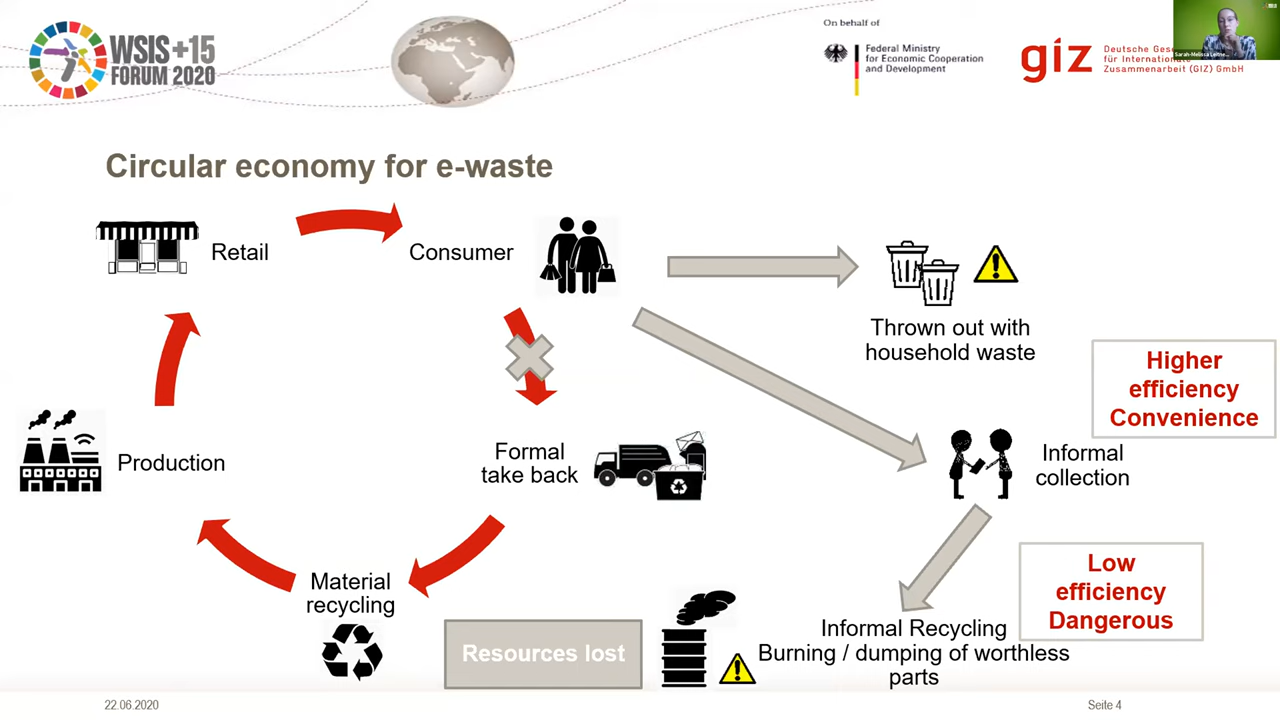 WSIS+15
FORUM 2020
On behalf of
Federal Ministry
for Economic Cooperation
and Development
giz
Deutsche
für Internationale
Zusammenarbeit (GIZ) GmbH
Circular economy for e-waste
Retail
Consumer
Thrown out with
household waste
Higher
efficiency
Convenience
Production
Formal
take back
Informal
collection
Low
efficiency
Dangerous
Material
recycling
Resources lost
Informal Recycling
Burning / dumping of worthless
parts
22.06.2020
Seite 4